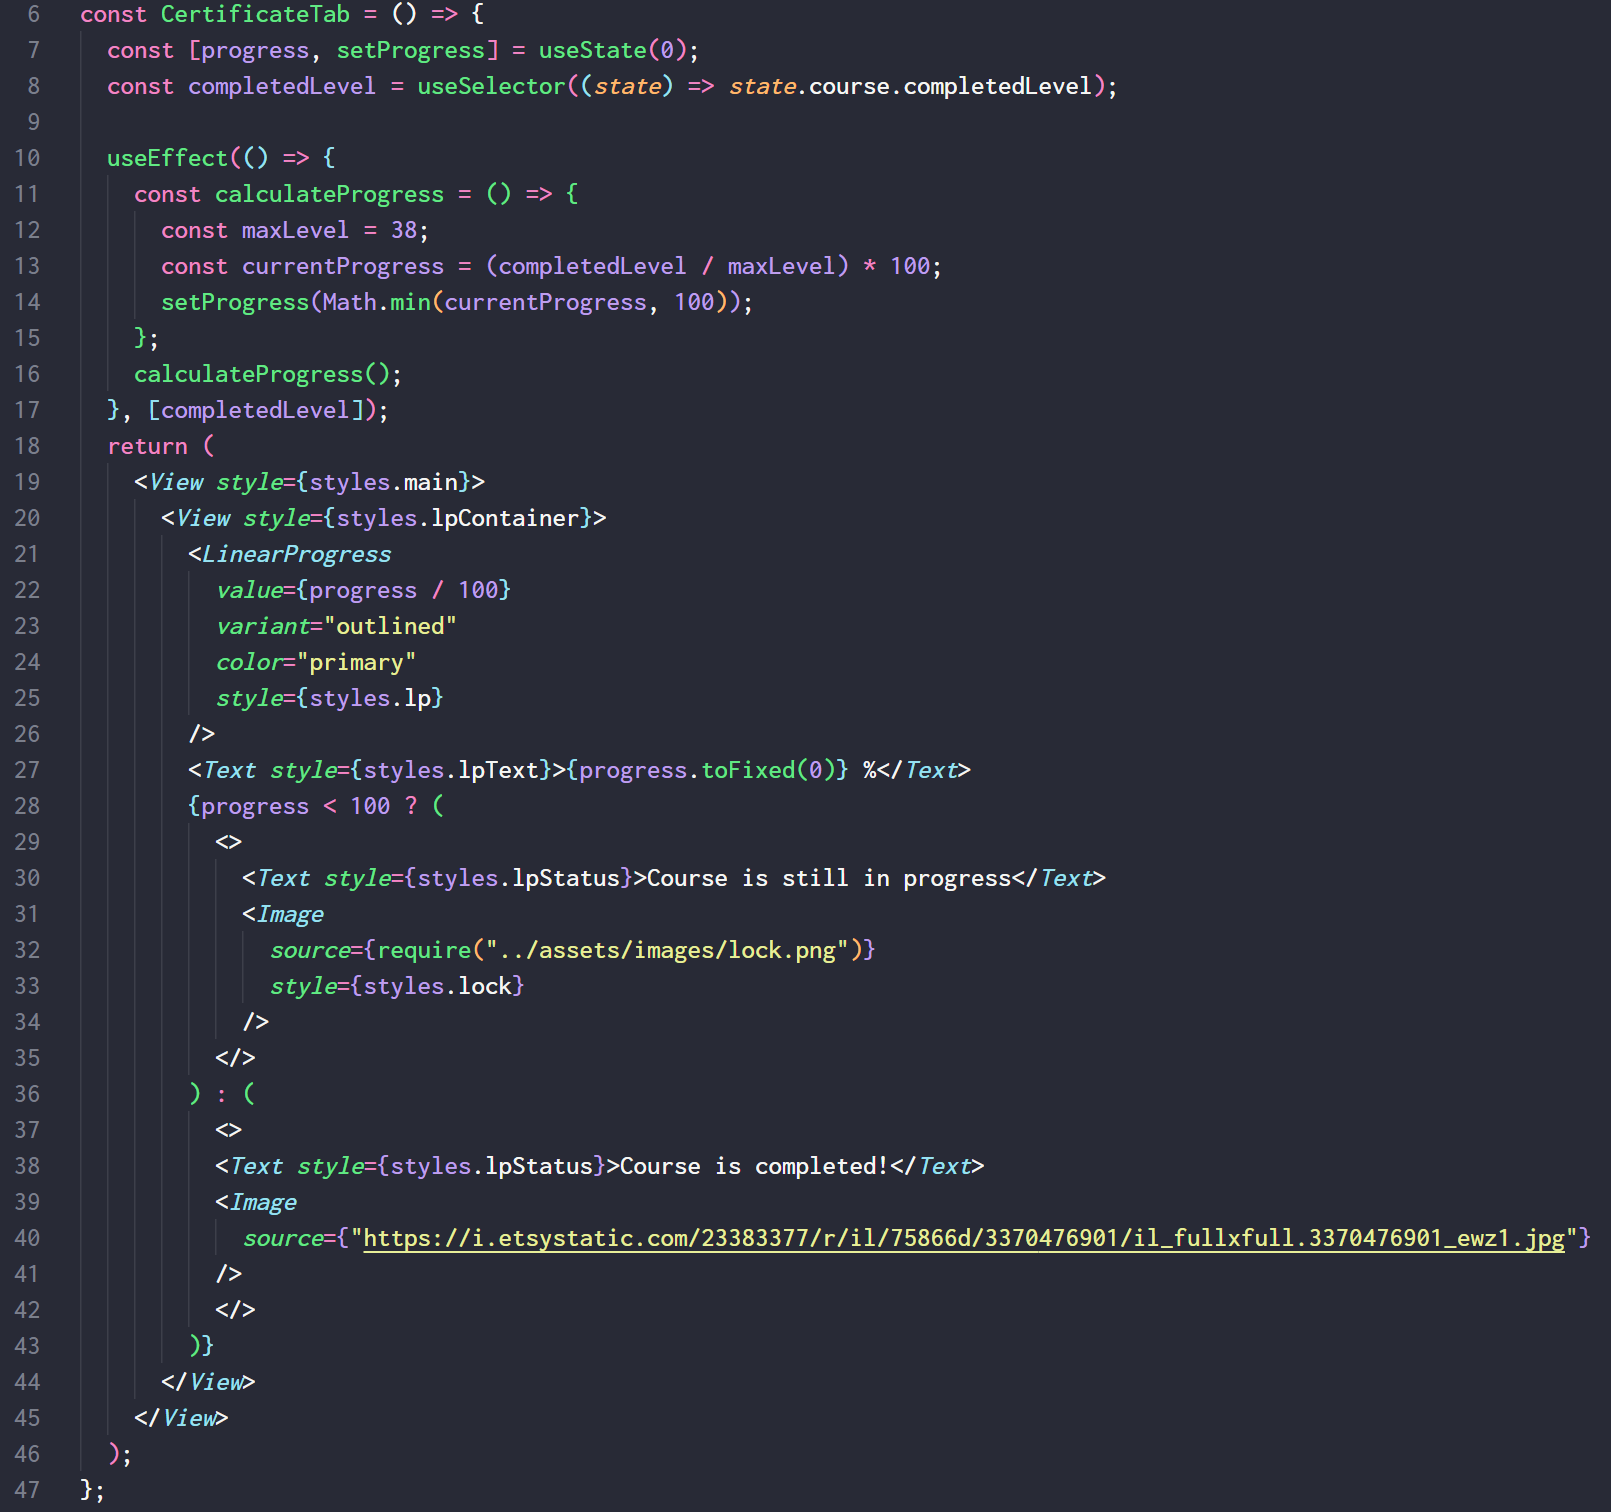 6 const CertificateTab = () => {
7   const [progress, setProgress] = useState(0);
8   const completedLevel = useSelector((state) => state.course.completedLevel);
9
10   useEffect(() => {
11     const calculateProgress = () => {
12       const maxLevel = 38;
13       const currentProgress = (completedLevel / maxLevel) * 100;
14       setProgress(Math.min(currentProgress, 100));
15     };
16     calculateProgress();
17   }, [completedLevel]);
18   return (
19     <View style={styles.main}>
20       <View style={styles.lpContainer}>
21         <LinearProgress
22           value={progress / 100}
23           variant="outlined"
24           color="primary"
25           style={styles.lp}
26         />
27         <Text style={styles.lpText}>{progress.toFixed(0)} %</Text>
28         {progress < 100 ? (
29           <>
30             <Text style={styles.lpStatus}>Course is still in progress</Text>
31             <Image
32               source={require("../assets/images/lock.png")}
33               style={styles.lock}
34             />
35           </>
36         ) : (
37           <>
38           <Text style={styles.lpStatus}>Course is completed!</Text>
39           <Image
40             source={"https://i.etsystatic.com/23383377/r/il/75866d/3370476901/il_fullxfull.3370476901_ewz1.jpg"}
41           />
42           </>
43         )}
44       </View>
45     </View>
46   );
47 };